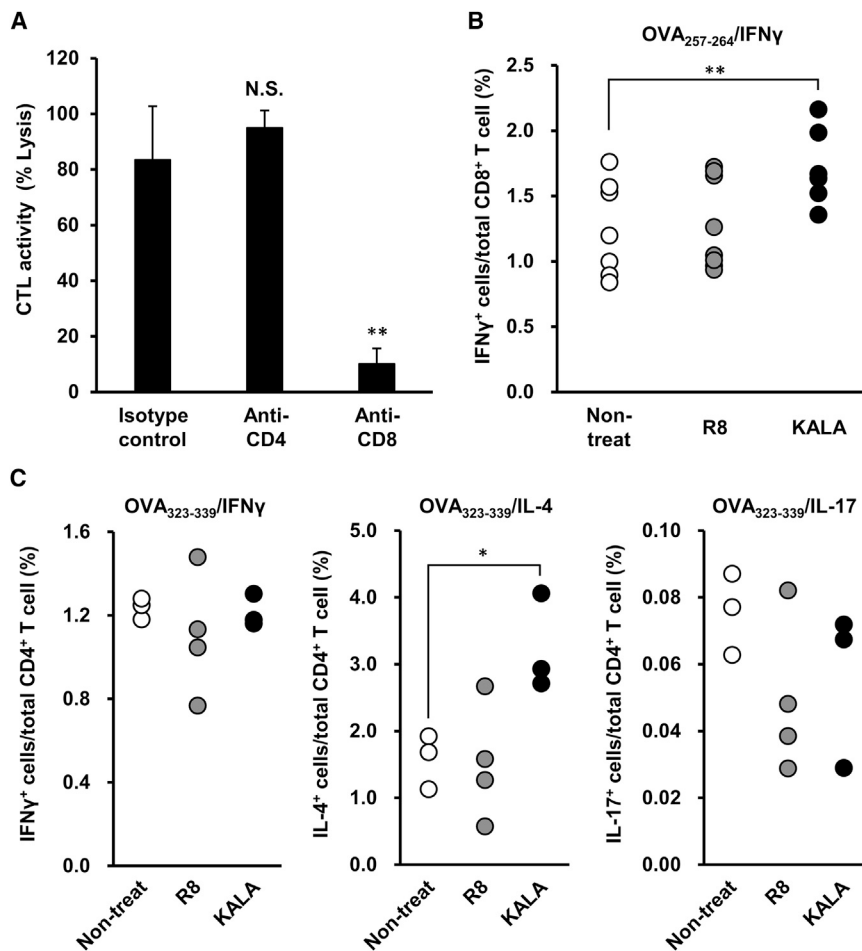 A
CTL activity (% Lysis)
120
100
80
60
40
20
0
N.S.
**
Isotype control
Anti-CD4
Anti-CD8
B
OVA257-264/IFNγ
IFNγ+ cells/total CD8+ T cell (%)
2.5
2.0
1.5
1.0
0.5
0.0
**
Non-treat
R8
KALA
C
OVA323-339/IFNγ
IFNγ+ cells/total CD4+ T cell (%)
1.6
1.2
0.8
0.4
0.0
Non-treat
R8
KALA
OVA323-339/IL-4
IL-4+ cells/total CD4+ T cell (%)
5.0
4.0
3.0
2.0
1.0
0.0
*
Non-treat
R8
KALA
OVA323-339/IL-17
IL-17+ cells/total CD4+ T cell (%)
0.10
0.08
0.06
0.04
0.02
0.00
Non-treat
R8
KALA